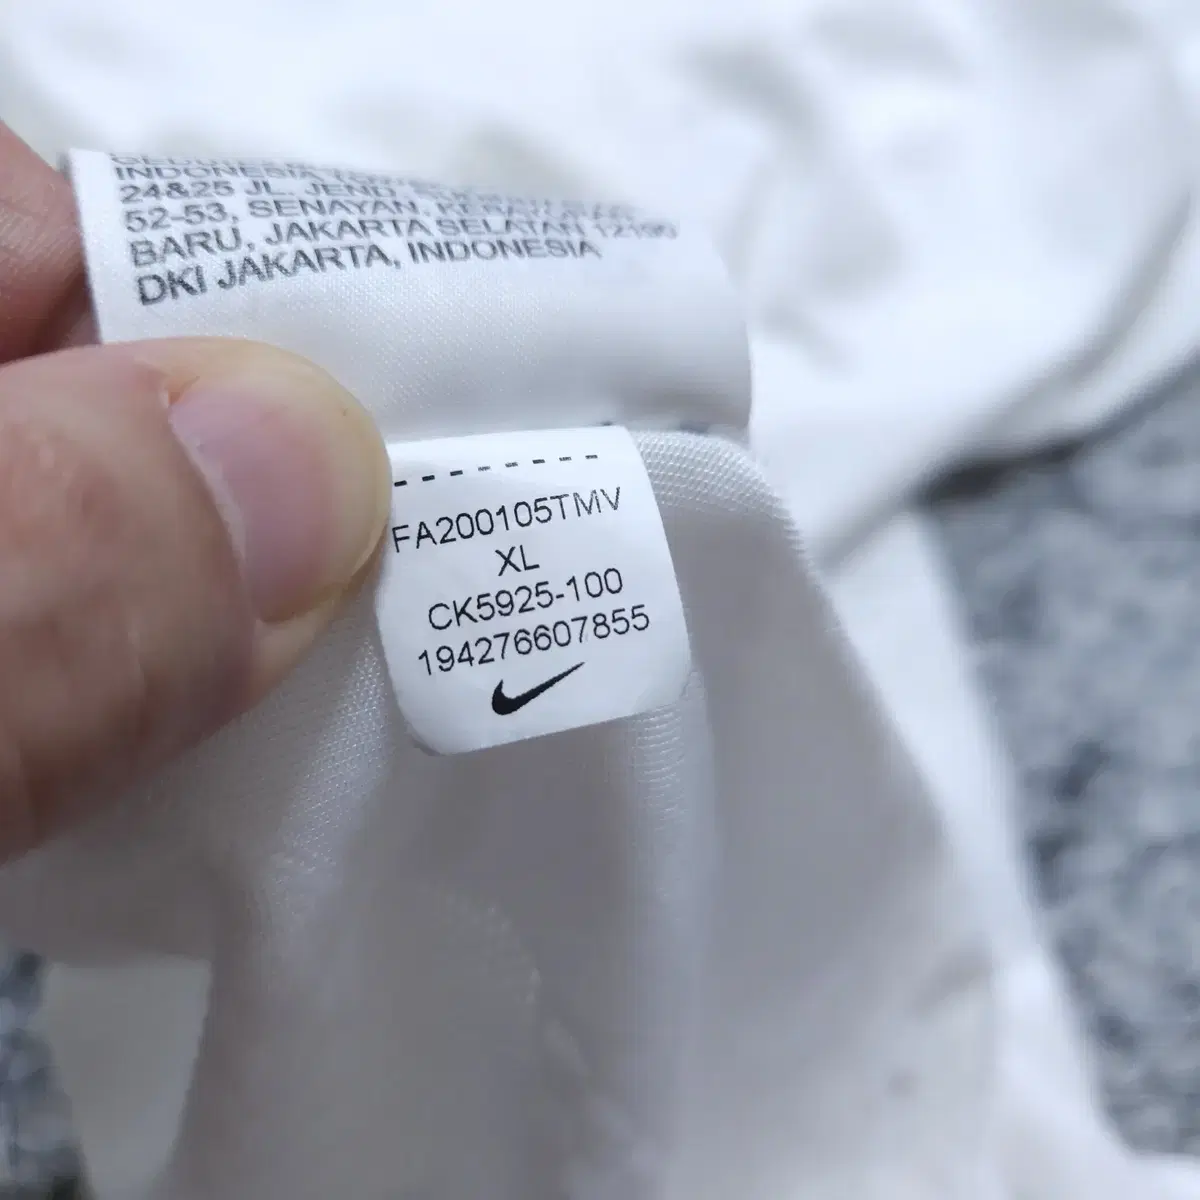 INDONESIA
24&25 JL. JEND.
52-53, SENAYAN,
BARU, JAKARTA SELATAN 12190
DKI JAKARTA, INDONESIA
FA200105TMV
XL
CK5925-100
194276607855